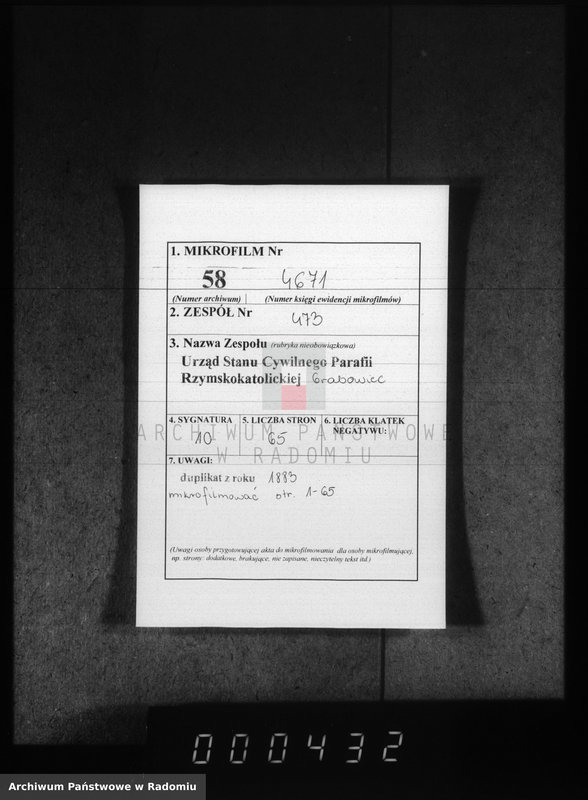 1. MIKROFILM Nr
58 4671
(Numer archiwum) (Numer księgi ewidencji mikrofilmów)
2. ZESPÓŁ Nr 473
3. Nazwa Zespołu (rubryka nieobowiązkowa)
Urząd Stanu Cywilnego Parafii
Rzymskokatolickiej Grabowiec
4. SYGNATURA 5. LICZBA STRON 6. LICZBA KLATEK
NEGATYWU:
10 65
ARCHIWUM PAŃSTWOWE
W RADOMIU
7. UWAGI:
duplikat z roku 1883
mikrofilmować str. 1-65
(Uwagi osoby przygotowującej akta do mikrofilmowania dla osoby mikrofilmującej,
np. strony: dodatkowe, brakujące, nie zapisane, nieczytelny tekst itd.)
000432
Archiwum Państwowe w Radomiu